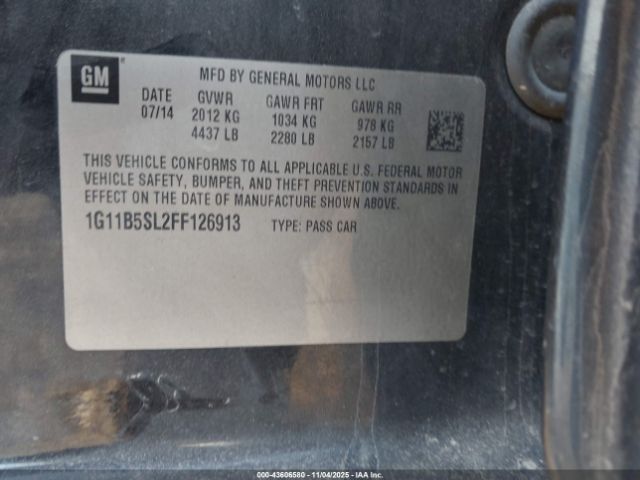 GM
MFD BY GENERAL MOTORS LLC
DATE GVWR GAWR FRT GAWR RR
07/14 2012 KG 1034 KG 978 KG
4437 LB 2280 LB 2157 LB
THIS VEHICLE CONFORMS TO ALL APPLICABLE U.S. FEDERAL MOTOR
VEHICLE SAFETY, BUMPER, AND THEFT PREVENTION STANDARDS IN
EFFECT ON THE DATE OF MANUFACTURE SHOWN ABOVE.
1G11B5SL2FF126913 TYPE: PASS CAR
000-43606580 - 11/04/2025 - IAAI, Inc.